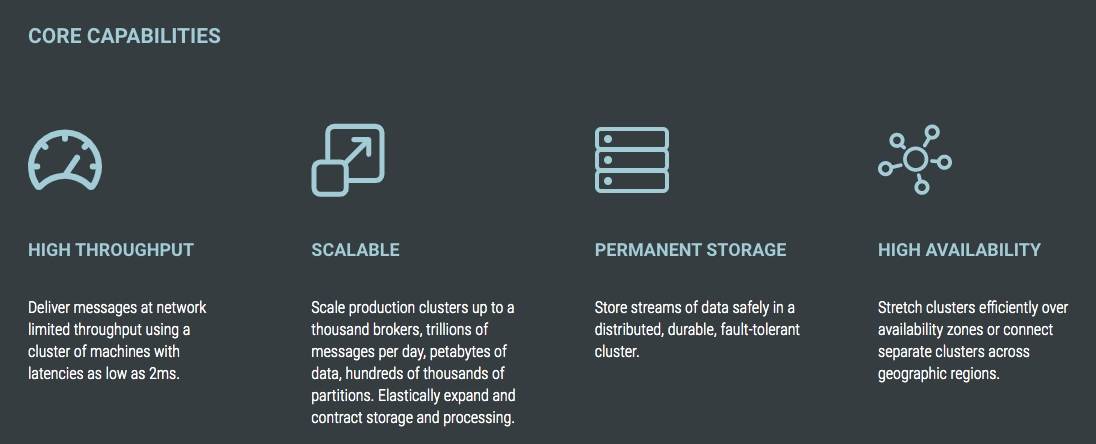 CORE CAPABILITIES
HIGH THROUGHPUT
Deliver messages at network
limited throughput using a
cluster of machines with
latencies as low as 2ms.
SCALABLE
Scale production clusters up to a
thousand brokers, trillions of
messages per day, petabytes of
data, hundreds of thousands of
partitions. Elastically expand and
contract storage and processing.
PERMANENT STORAGE
Store streams of data safely in a
distributed, durable, fault-tolerant
cluster.
HIGH AVAILABILITY
Stretch clusters efficiently over
availability zones or connect
separate clusters across
geographic regions.